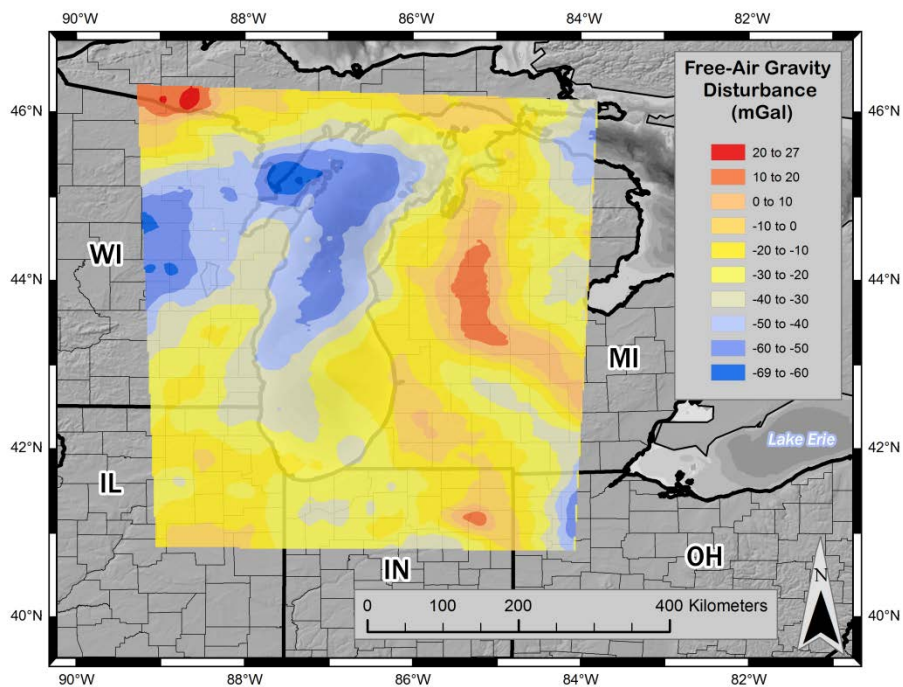 90°W 88°W 86°W 84°W 82°W
Free-Air Gravity
Disturbance
(mGal)
20 to 27
10 to 20
0 to 10
-10 to 0
-20 to -10
-30 to -20
-40 to -30
-50 to -40
-60 to -50
-69 to -60
46°N 46°N
44°N 44°N
42°N 42°N
40°N 40°N
WI
MI
Lake Erie
IL
OH
IN
N
0 100 200 400 Kilometers
90°W 88°W 86°W 84°W 82°W